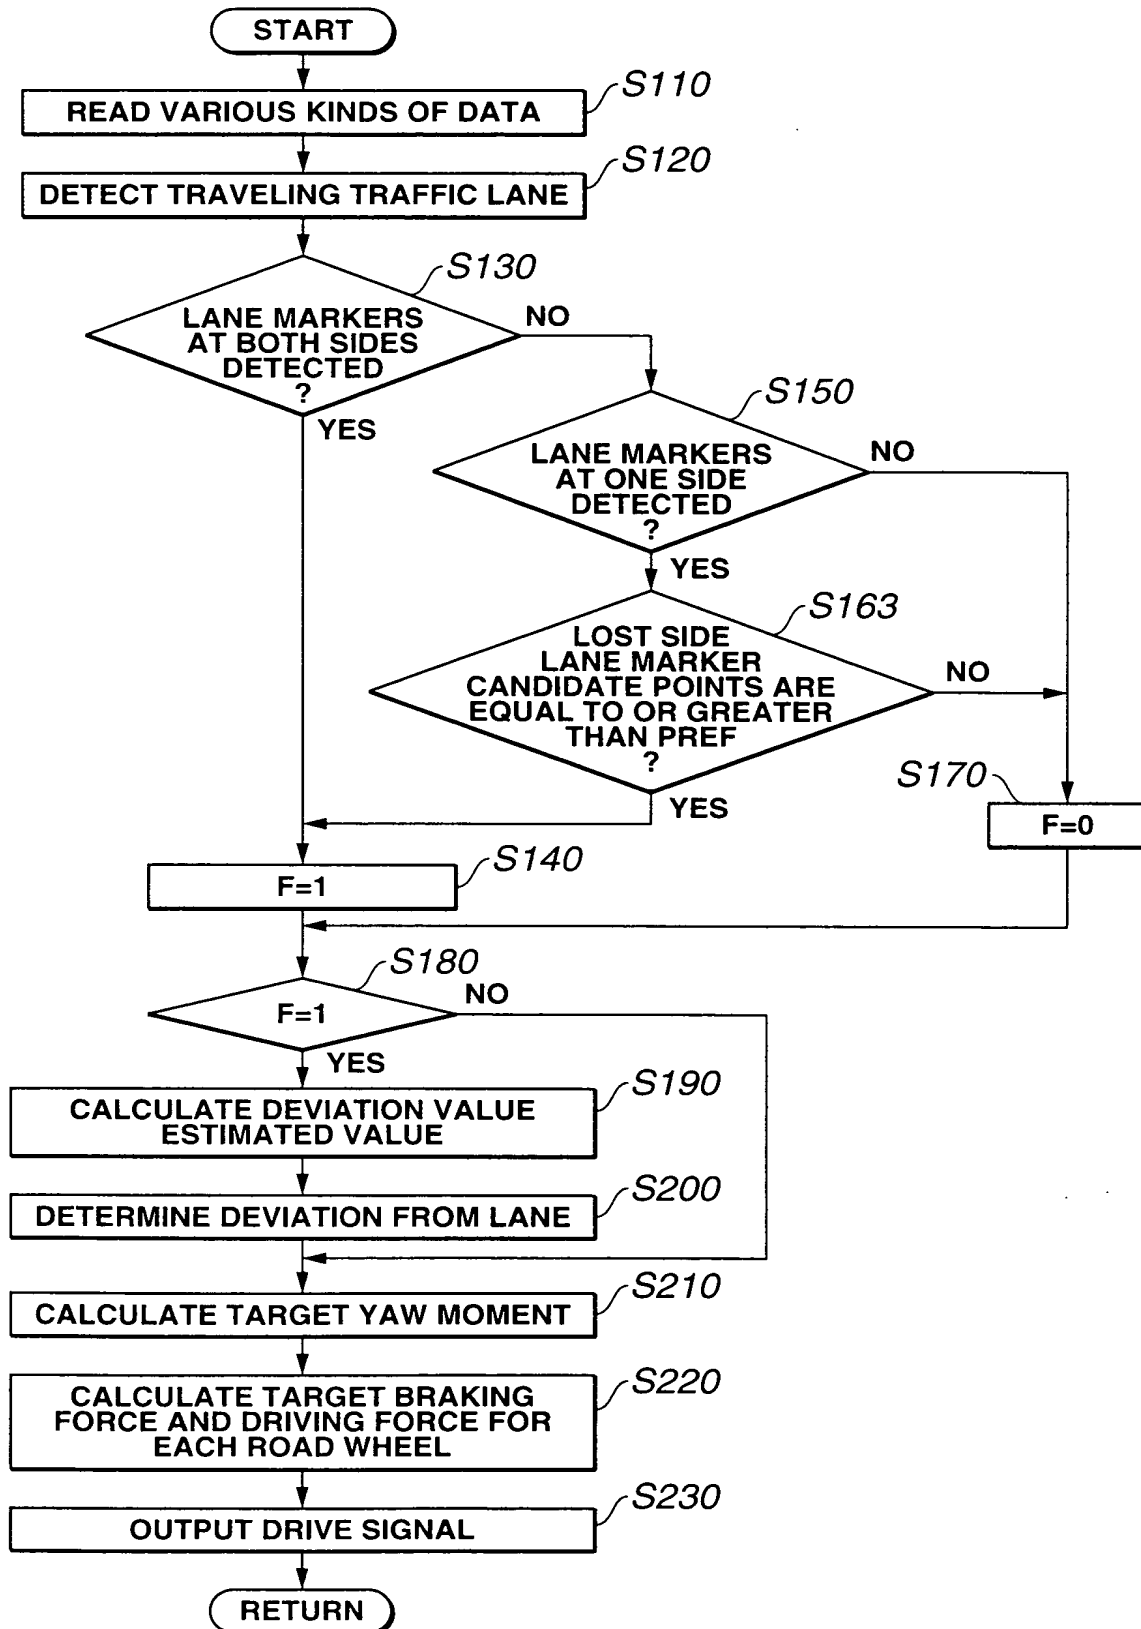 START
S110
READ VARIOUS KINDS OF DATA
S120
DETECT TRAVELING TRAFFIC LANE
S130
LANE MARKERS
AT BOTH SIDES
DETECTED
?
NO
YES
S150
LANE MARKERS
AT ONE SIDE
DETECTED
?
NO
YES
S163
LOST SIDE
LANE MARKER
CANDIDATE POINTS ARE
EQUAL TO OR GREATER
THAN PREF
?
NO
YES
S170
F=0
S140
F=1
S180
F=1
NO
YES
S190
CALCULATE DEVIATION VALUE
ESTIMATED VALUE
S200
DETERMINE DEVIATION FROM LANE
S210
CALCULATE TARGET YAW MOMENT
S220
CALCULATE TARGET BRAKING
FORCE AND DRIVING FORCE FOR
EACH ROAD WHEEL
S230
OUTPUT DRIVE SIGNAL
RETURN